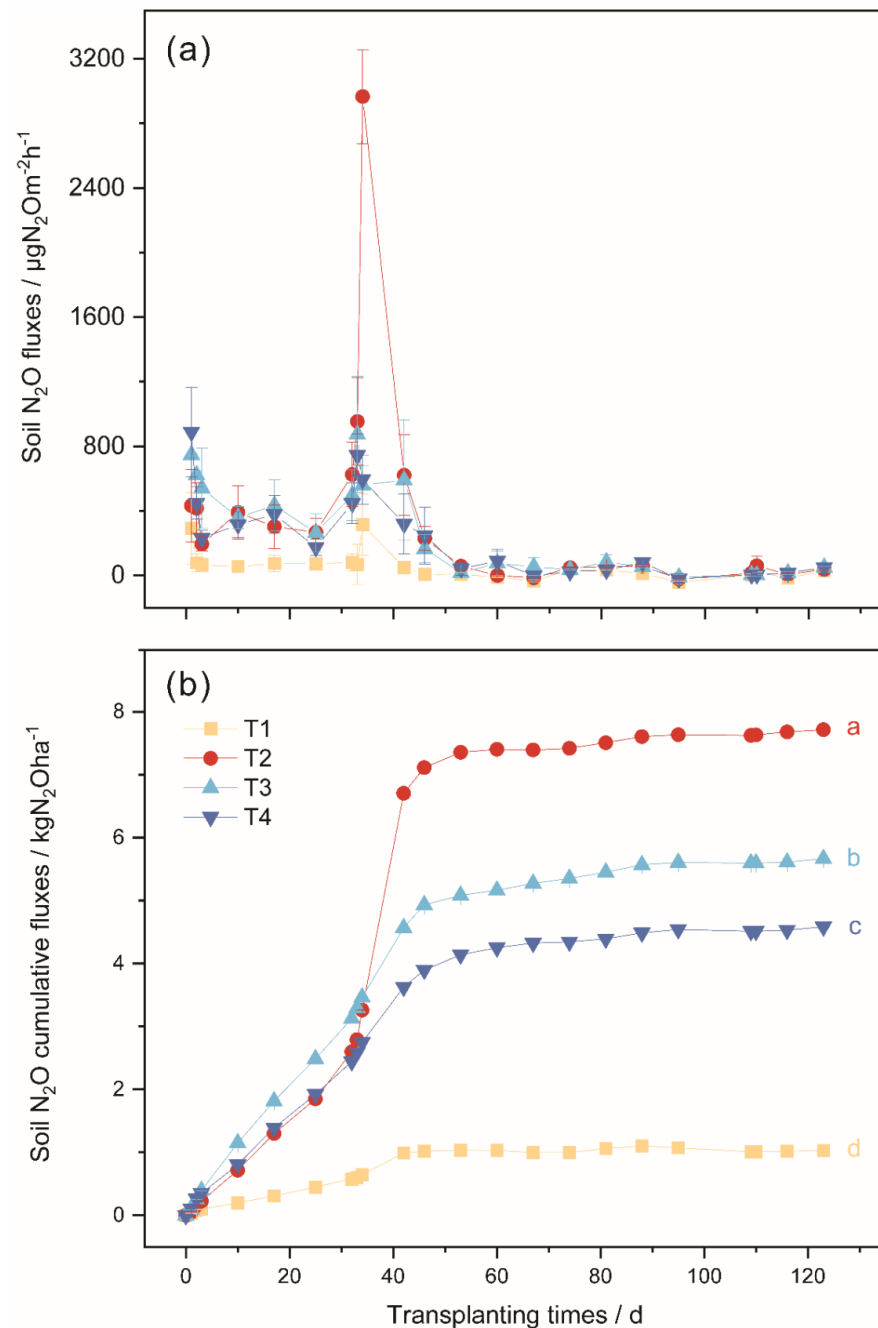 (a)
3200
2400
1600
800
0
Soil N₂O fluxes / µgN₂Om⁻²h⁻¹
(b)
8
6
4
2
0
Soil N₂O cumulative fluxes / kgN₂Oha⁻¹
T1
T2
T3
T4
a
b
c
d
0 20 40 60 80 100 120
Transplanting times / d